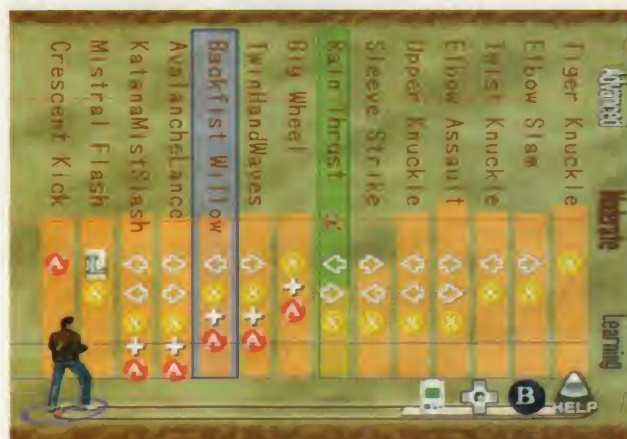 Advanced Moderate Learning
Tiger Knuckle X
Elbow Slam X
Twist Knuckle X
Elbow Assault X
Upper Knuckle X
Sleeve Strike X
Rain Thrust X
Big Wheel X + A
TwinHandWaves X + A
Backfist Willow X + A
AvalancheLance X + A
KatanaMistSlash X + A
Mistral Flash X
Crescent Kick A
B
HELP